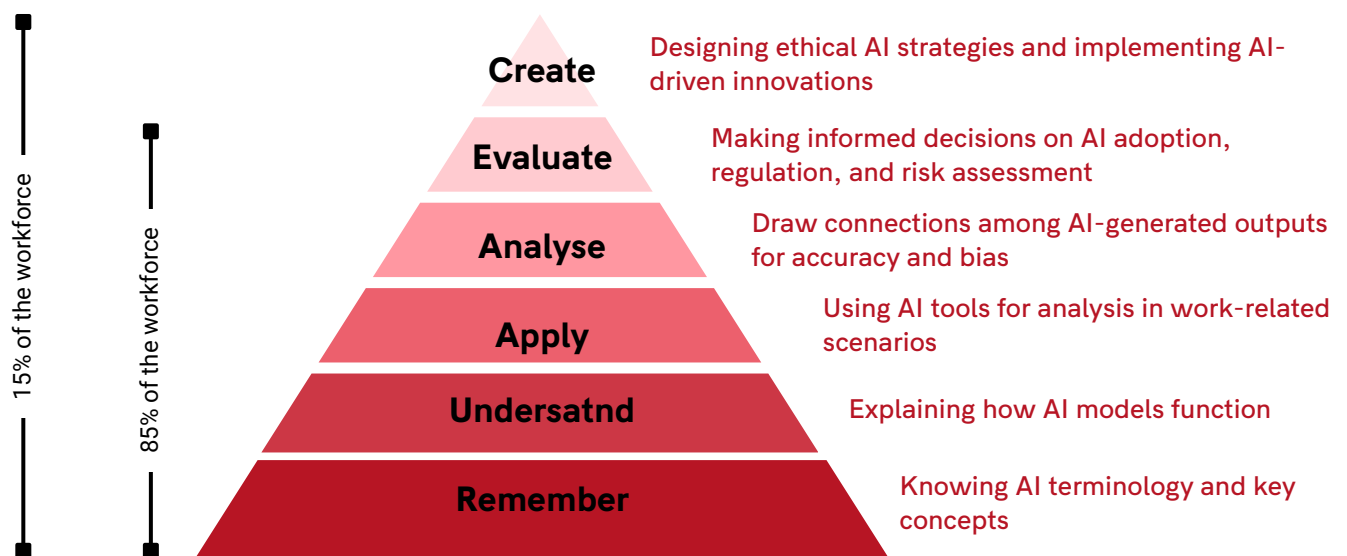 15% of the workforce
85% of the workforce
Create
Designing ethical AI strategies and implementing AI-
driven innovations
Evaluate
Making informed decisions on AI adoption,
regulation, and risk assessment
Analyse
Draw connections among AI-generated outputs
for accuracy and bias
Apply
Using AI tools for analysis in work-related
scenarios
Undersatnd
Explaining how AI models function
Remember
Knowing AI terminology and key
concepts